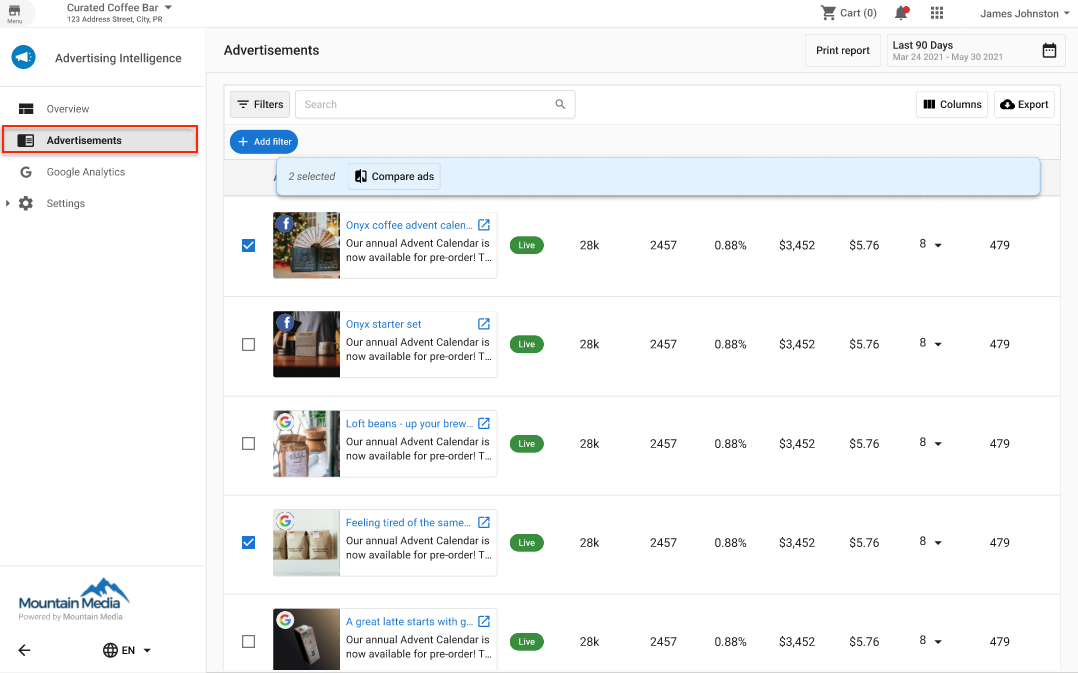 Menu
Curated Coffee Bar
123 Address Street, City, PR
Cart (0)
James Johnston
Advertising Intelligence
Overview
Advertisements
Google Analytics
Settings
Mountain Media
Powered by Mountain Media
EN
Advertisements
Print report
Last 90 Days
Mar 24 2021 - May 30 2021
Filters
Search
Columns
Export
Add filter
2 selected
Compare ads
Onyx coffee advent calen...
Our annual Advent Calendar is
now available for pre-order! T...
Live 28k 2457 0.88% $3,452 $5.76 8 479
Onyx starter set
Our annual Advent Calendar is
now available for pre-order! T...
Live 28k 2457 0.88% $3,452 $5.76 8 479
Loft beans - up your brew...
Our annual Advent Calendar is
now available for pre-order! T...
Live 28k 2457 0.88% $3,452 $5.76 8 479
Feeling tired of the same...
Our annual Advent Calendar is
now available for pre-order! T...
Live 28k 2457 0.88% $3,452 $5.76 8 479
A great latte starts with g...
Our annual Advent Calendar is
now available for pre-order! T...
Live 28k 2457 0.88% $3,452 $5.76 8 479